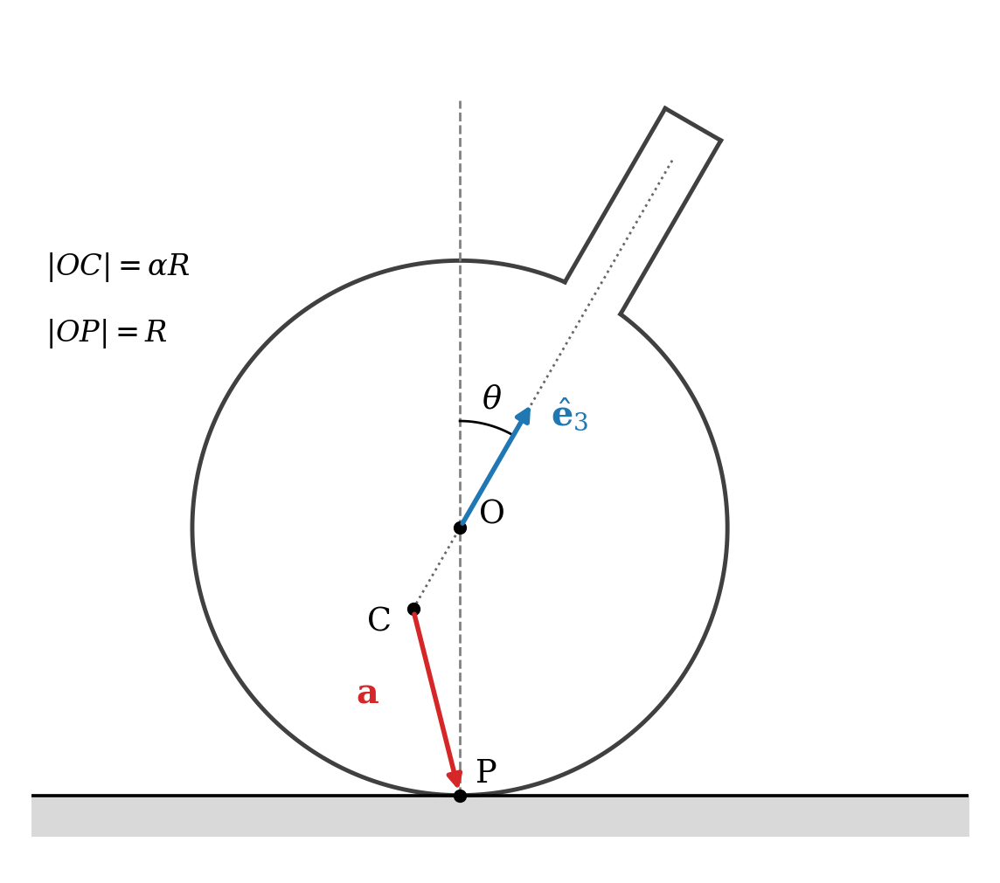 |OC| = αR
|OP| = R
θ
ê₃
O
C
a
P